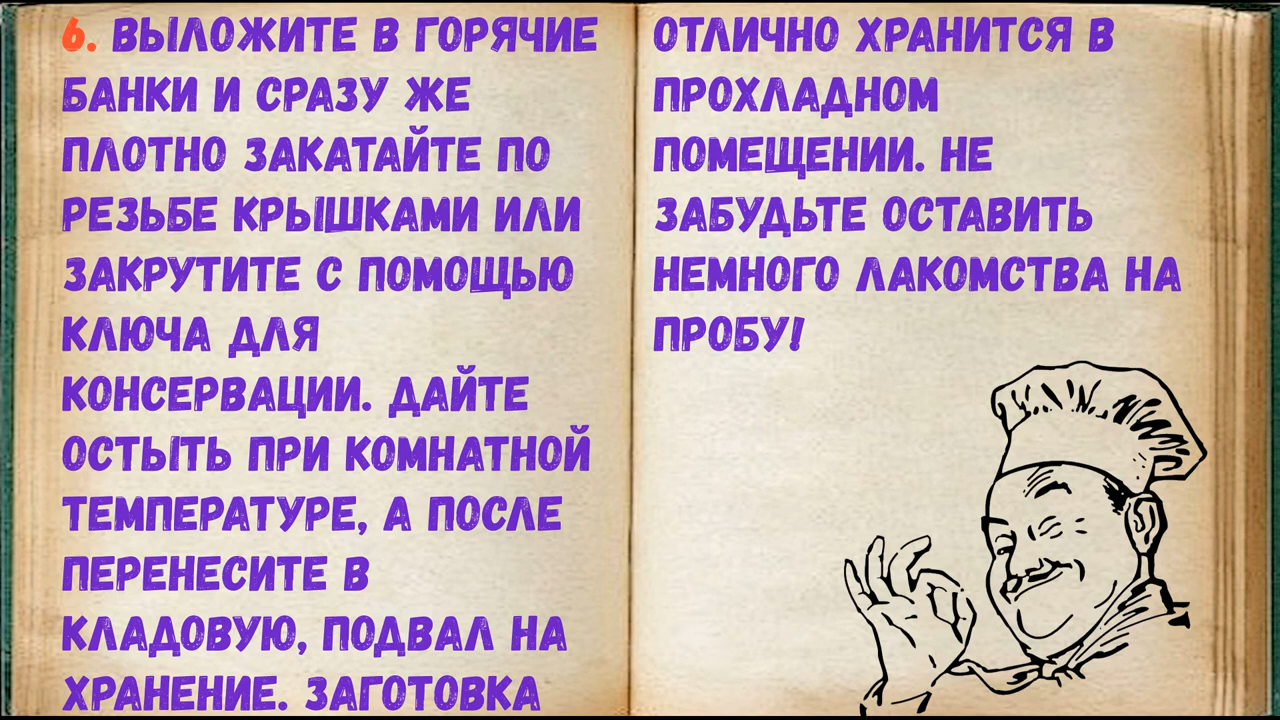 6. ВЫЛОЖИТЕ В ГОРЯЧИЕ
БАНКИ И СРАЗУ ЖЕ
ПЛОТНО ЗАКАТАЙТЕ ПО
РЕЗЬБЕ КРЫШКАМИ ИЛИ
ЗАКРУТИТЕ С ПОМОЩЬЮ
КЛЮЧА ДЛЯ
КОНСЕРВАЦИИ. ДАЙТЕ
ОСТЫТЬ ПРИ КОМНАТНОЙ
ТЕМПЕРАТУРЕ, А ПОСЛЕ
ПЕРЕНЕСИТЕ В
КЛАДОВУЮ, ПОДВАЛ НА
ХРАНЕНИЕ. ЗАГОТОВКА
ОТЛИЧНО ХРАНИТСЯ В
ПРОХЛАДНОМ
ПОМЕЩЕНИИ. НЕ
ЗАБУДЬТЕ ОСТАВИТЬ
НЕМНОГО ЛАКОМСТВА НА
ПРОБУ!